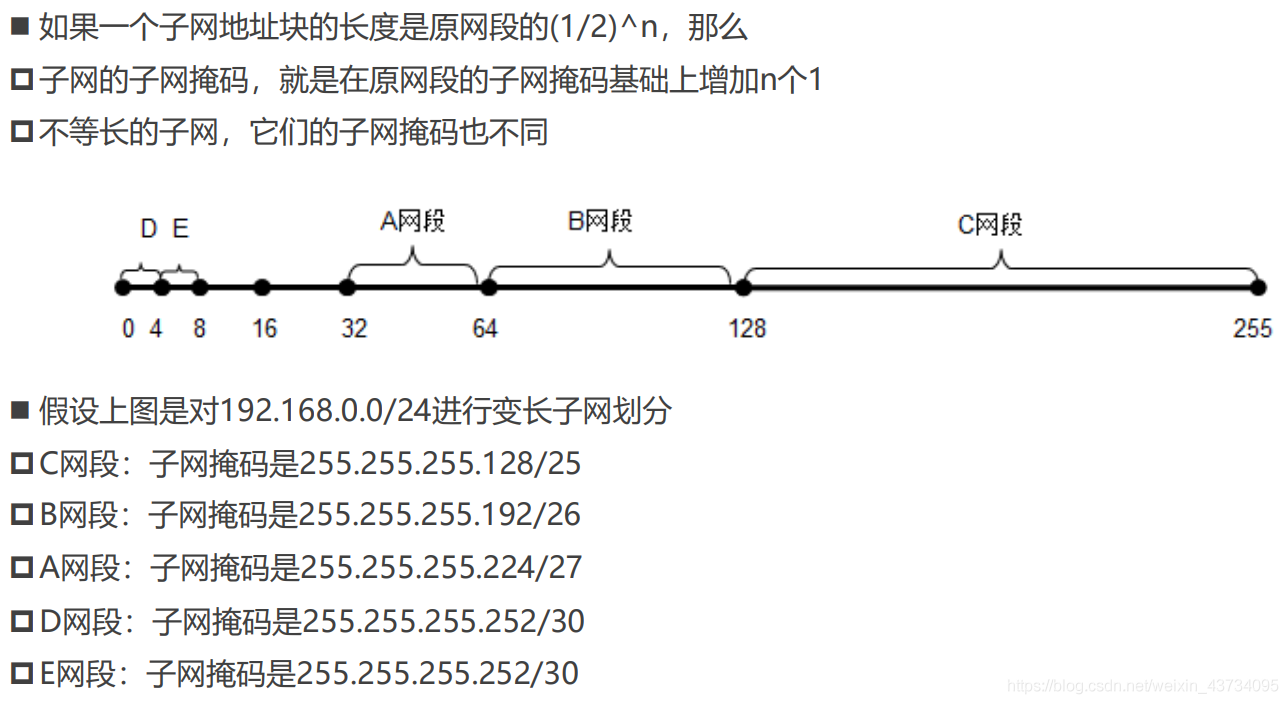 ■ 如果一个子网地址块的长度是原网段的(1/2)^n，那么
子网的子网掩码，就是在原网段的子网掩码基础上增加n个1
不等长的子网，它们的子网掩码也不同
D E A网段 B网段 C网段
0 4 8 16 32 64 128 255
■ 假设上图是对192.168.0.0/24进行变长子网划分
C网段：子网掩码是255.255.255.128/25
B网段：子网掩码是255.255.255.192/26
A网段：子网掩码是255.255.255.224/27
D网段：子网掩码是255.255.255.252/30
E网段：子网掩码是255.255.255.252/30
https://blog.csdn.net/weixin_43734095